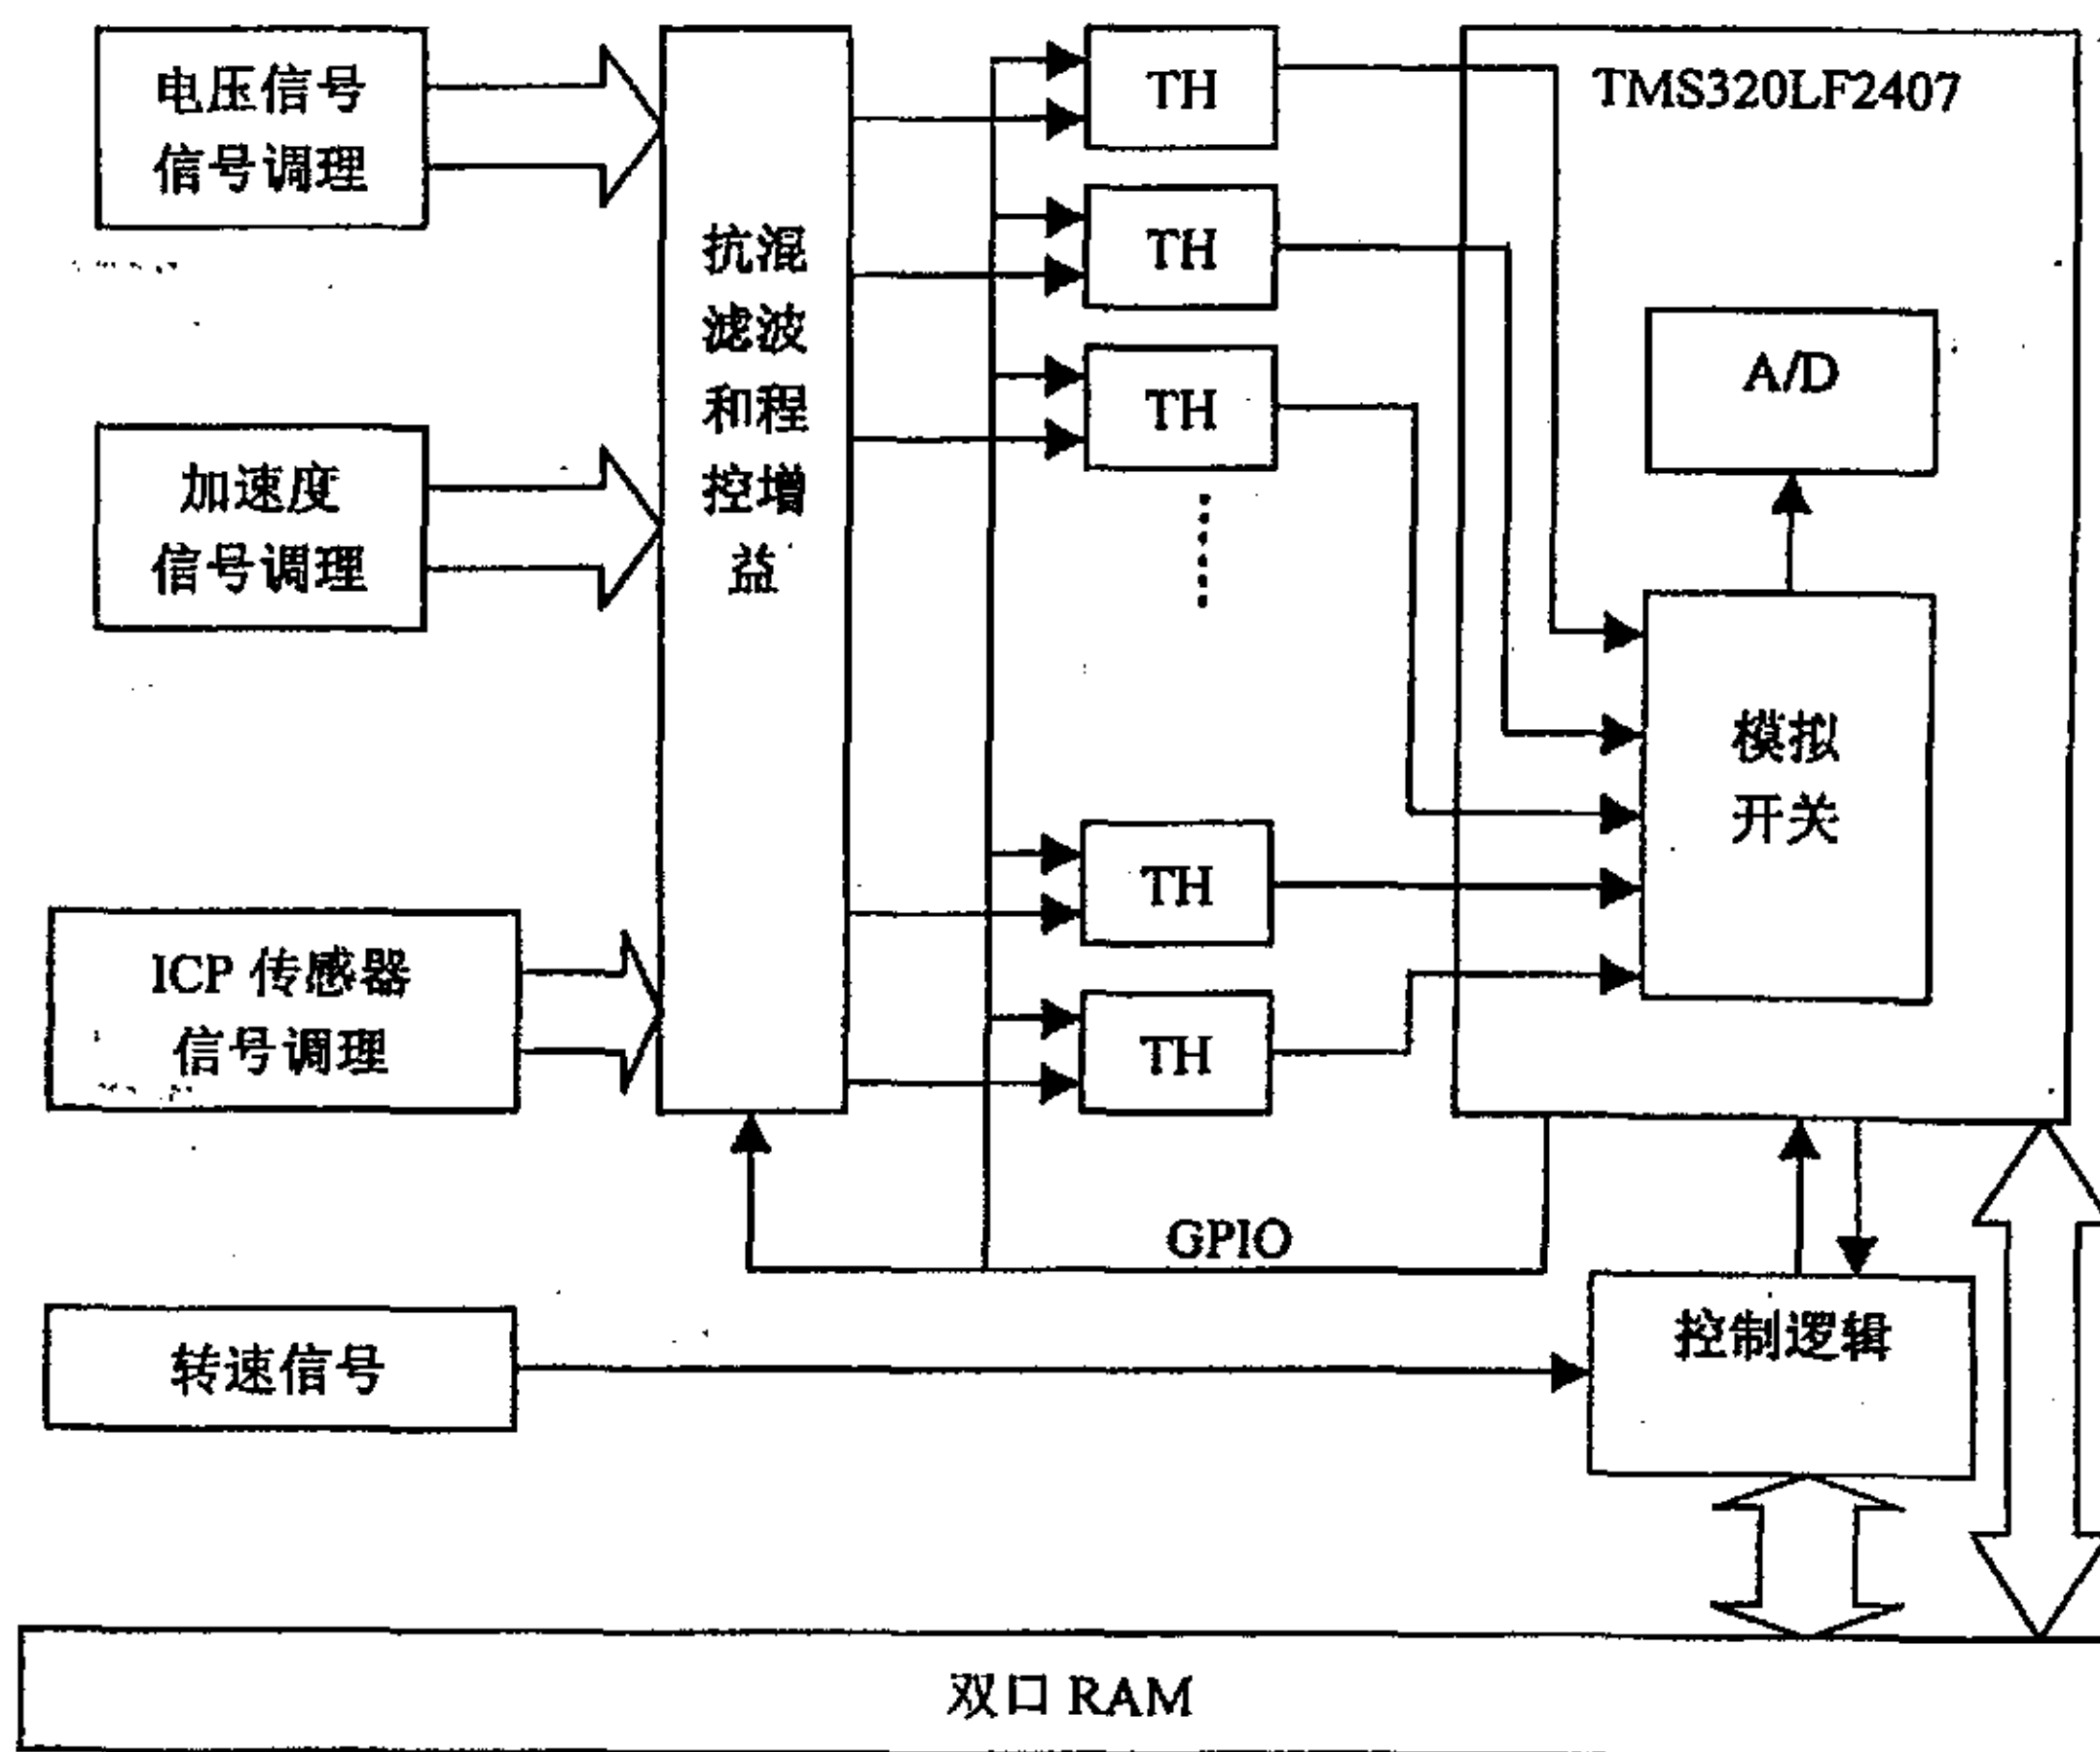 电压信号
信号调理
加速度
信号调理
ICP 传感器
信号调理
转速信号
抗混
滤波
和程
控增
益
TH
TH
TH
TH
TH
TMS320LF2407
A/D
模拟
开关
GPIO
控制逻辑
双口 RAM